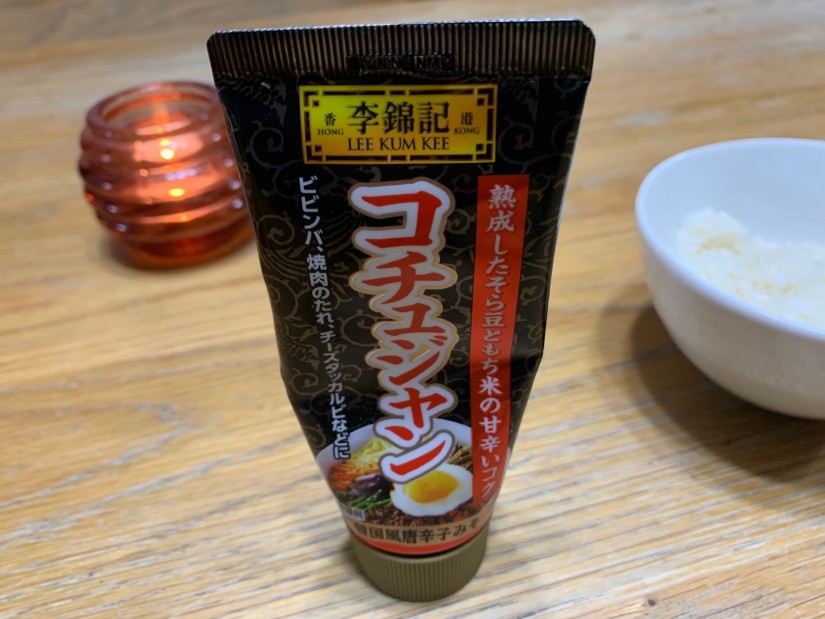 香 李錦記 港
HONG KONG
LEE KUM KEE
熟成したそら豆ともち米の甘辛いコク
コチュジャン
ビビンバ、焼肉のたれ、チーズタッカルビなどに
韓国風唐辛子みそ